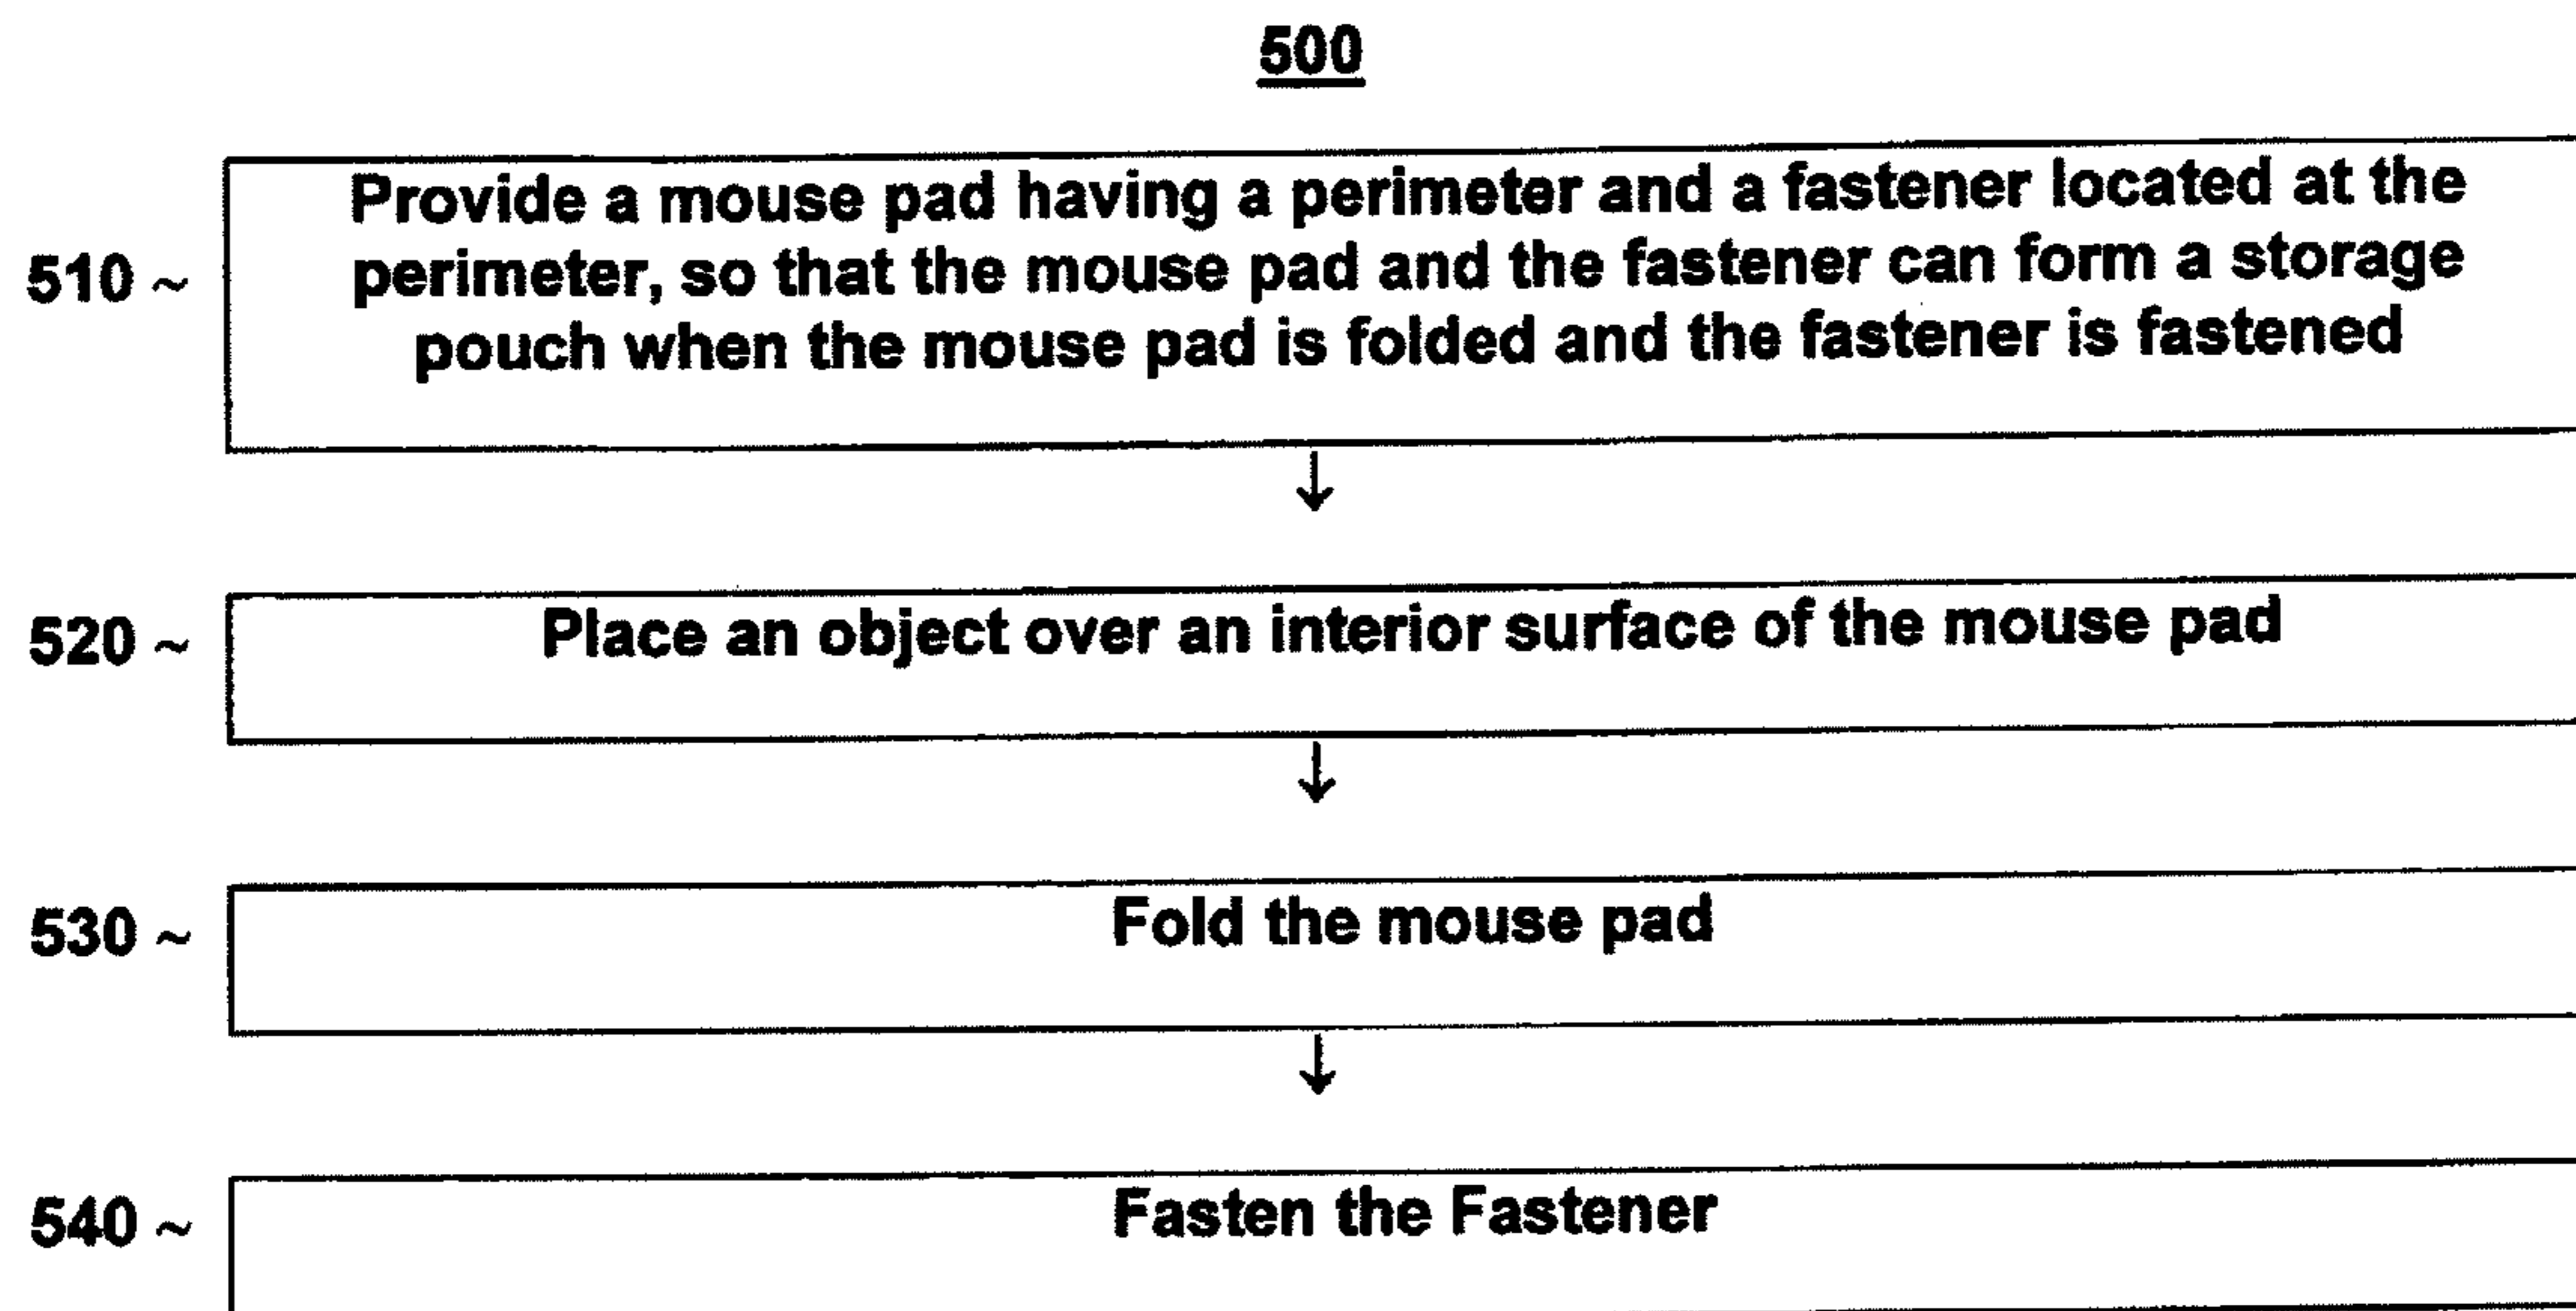 500
510 ~
Provide a mouse pad having a perimeter and a fastener located at the
perimeter, so that the mouse pad and the fastener can form a storage
pouch when the mouse pad is folded and the fastener is fastened
520 ~
Place an object over an interior surface of the mouse pad
530 ~
Fold the mouse pad
540 ~
Fasten the Fastener